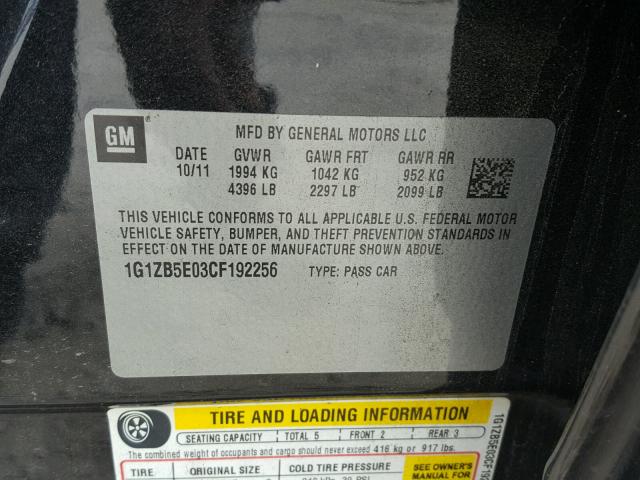 GM
MFD BY GENERAL MOTORS LLC
DATE GVWR GAWR FRT GAWR RR
10/11 1994 KG 1042 KG 952 KG
4396 LB 2297 LB 2099 LB
THIS VEHICLE CONFORMS TO ALL APPLICABLE U.S. FEDERAL MOTOR
VEHICLE SAFETY, BUMPER, AND THEFT PREVENTION STANDARDS IN
EFFECT ON THE DATE OF MANUFACTURE SHOWN ABOVE.
1G1ZB5E03CF192256 TYPE: PASS CAR
TIRE AND LOADING INFORMATION
SEATING CAPACITY TOTAL 5 FRONT 2 REAR 3
The combined weight of occupants and cargo should never exceed 416 kg or 917 lbs.
TIRE ORIGINAL SIZE COLD TIRE PRESSURE SEE OWNER'S
MANUAL FOR
1G1ZB5E03CF192